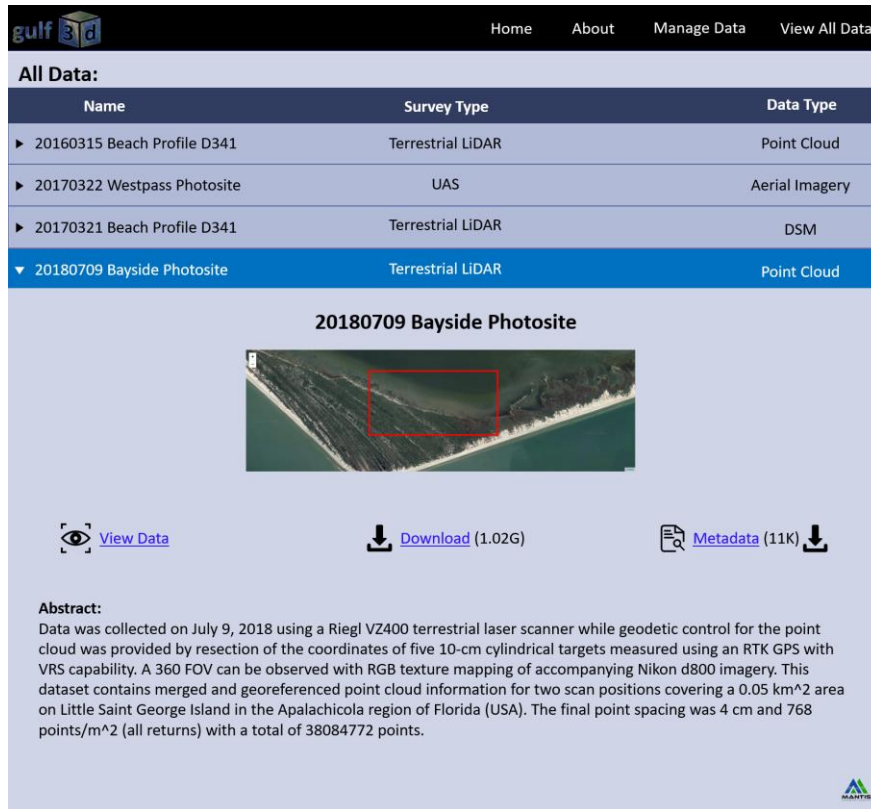 gulf 3d Home About Manage Data View All Data
All Data:
Name Survey Type Data Type
20160315 Beach Profile D341 Terrestrial LiDAR Point Cloud
20170322 Westpass Photosite UAS Aerial Imagery
20170321 Beach Profile D341 Terrestrial LiDAR DSM
20180709 Bayside Photosite Terrestrial LiDAR Point Cloud
20180709 Bayside Photosite
View Data Download (1.02G) Metadata (11K)
Abstract:
Data was collected on July 9, 2018 using a Riegl VZ400 terrestrial laser scanner while geodetic control for the point
cloud was provided by resection of the coordinates of five 10-cm cylindrical targets measured using an RTK GPS with
VRS capability. A 360 FOV can be observed with RGB texture mapping of accompanying Nikon d800 imagery. This
dataset contains merged and georeferenced point cloud information for two scan positions covering a 0.05 km^2 area
on Little Saint George Island in the Apalachicola region of Florida (USA). The final point spacing was 4 cm and 768
points/m^2 (all returns) with a total of 38084772 points.
MANTIS